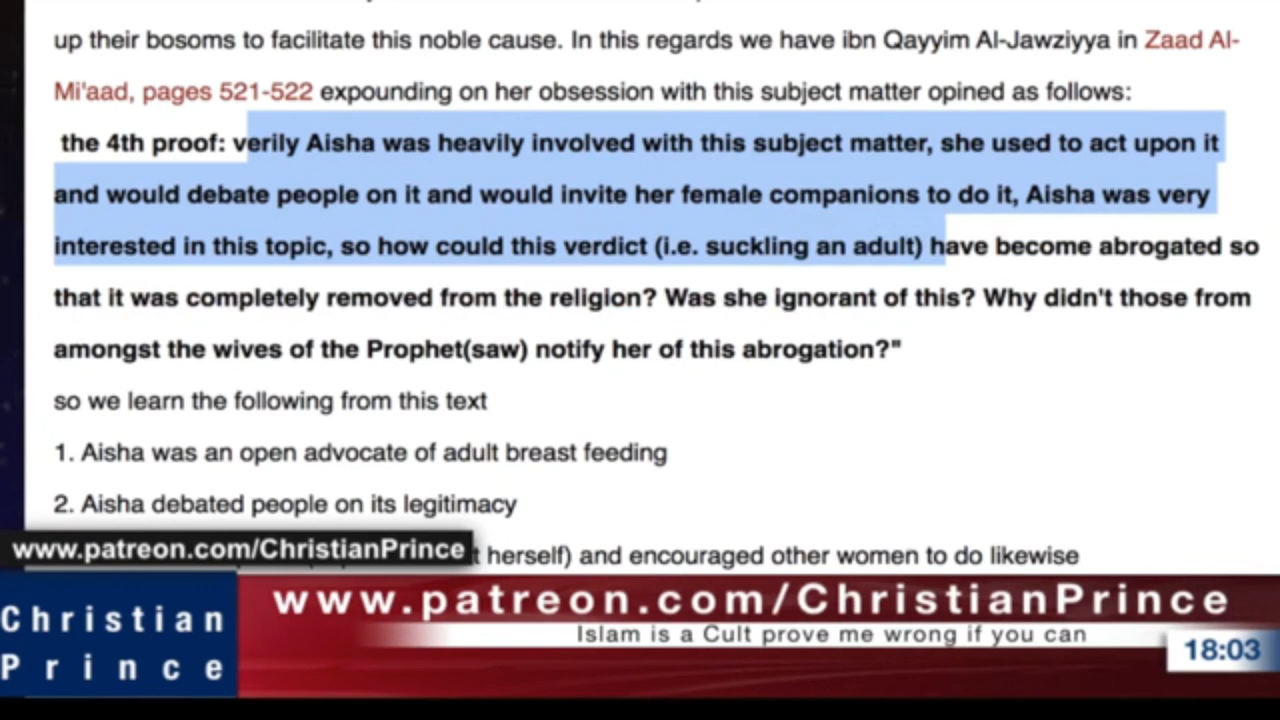 up their bosoms to facilitate this noble cause. In this regards we have ibn Qayyim Al-Jawziyya in Zaad Al-
Mi'aad, pages 521-522 expounding on her obsession with this subject matter opined as follows:
the 4th proof: verily Aisha was heavily involved with this subject matter, she used to act upon it
and would debate people on it and would invite her female companions to do it, Aisha was very
interested in this topic, so how could this verdict (i.e. suckling an adult) have become abrogated so
that it was completely removed from the religion? Was she ignorant of this? Why didn't those from
amongst the wives of the Prophet(saw) notify her of this abrogation?"
so we learn the following from this text
1. Aisha was an open advocate of adult breast feeding
2. Aisha debated people on its legitimacy
herself) and encouraged other women to do likewise
www.patreon.com/ChristianPrince
www.patreon.com/ChristianPrince
Islam is a Cult prove me wrong if you can
Christian
Prince
18:03